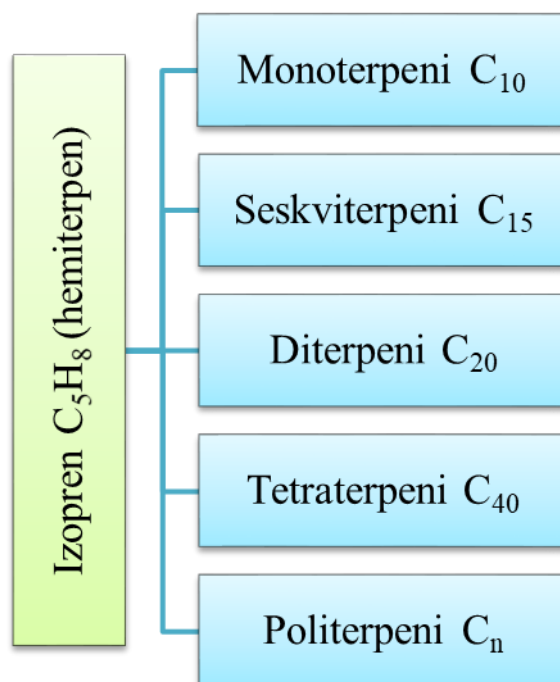 Izopren C₅H₈ (hemiterpen)
Monoterpeni C₁₀
Seskviterpeni C₁₅
Diterpeni C₂₀
Tetraterpeni C₄₀
Politerpeni Cₙ